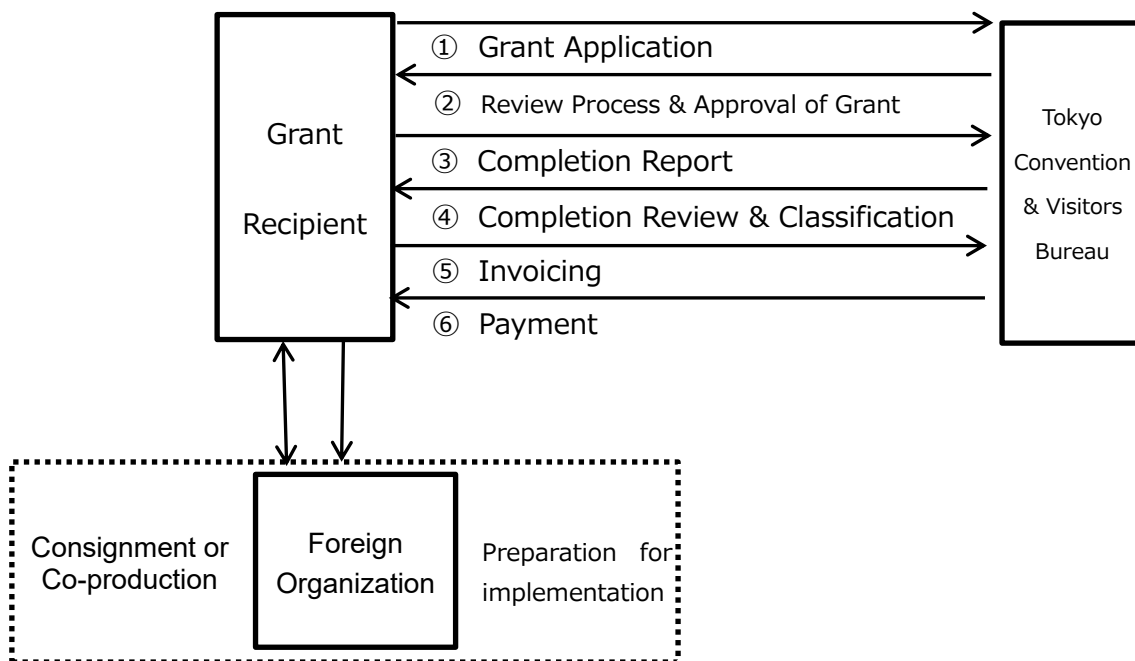 Grant
Recipient
① Grant Application
② Review Process & Approval of Grant
③ Completion Report
④ Completion Review & Classification
⑤ Invoicing
⑥ Payment
Tokyo
Convention
& Visitors
Bureau
Consignment or
Co-production
Foreign
Organization
Preparation for
implementation